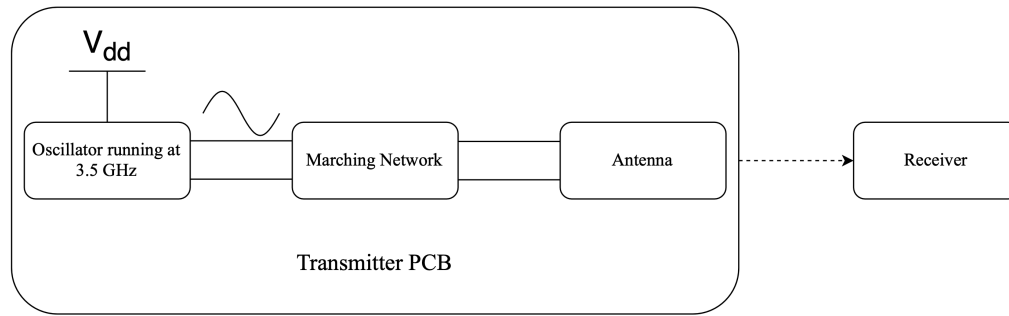 Vdd
Oscillator running at
3.5 GHz
Marching Network
Antenna
Receiver
Transmitter PCB